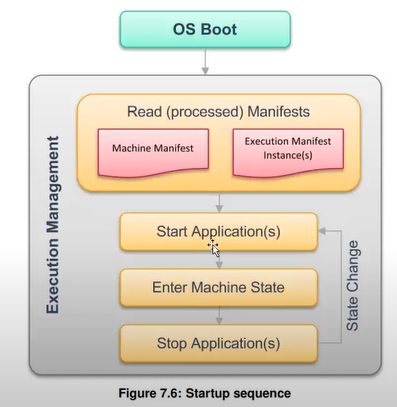 OS Boot
Read (processed) Manifests
Machine Manifest
Execution Manifest
Instance(s)
Execution Management
Start Application(s)
Enter Machine State
Stop Application(s)
State Change
Figure 7.6: Startup sequence